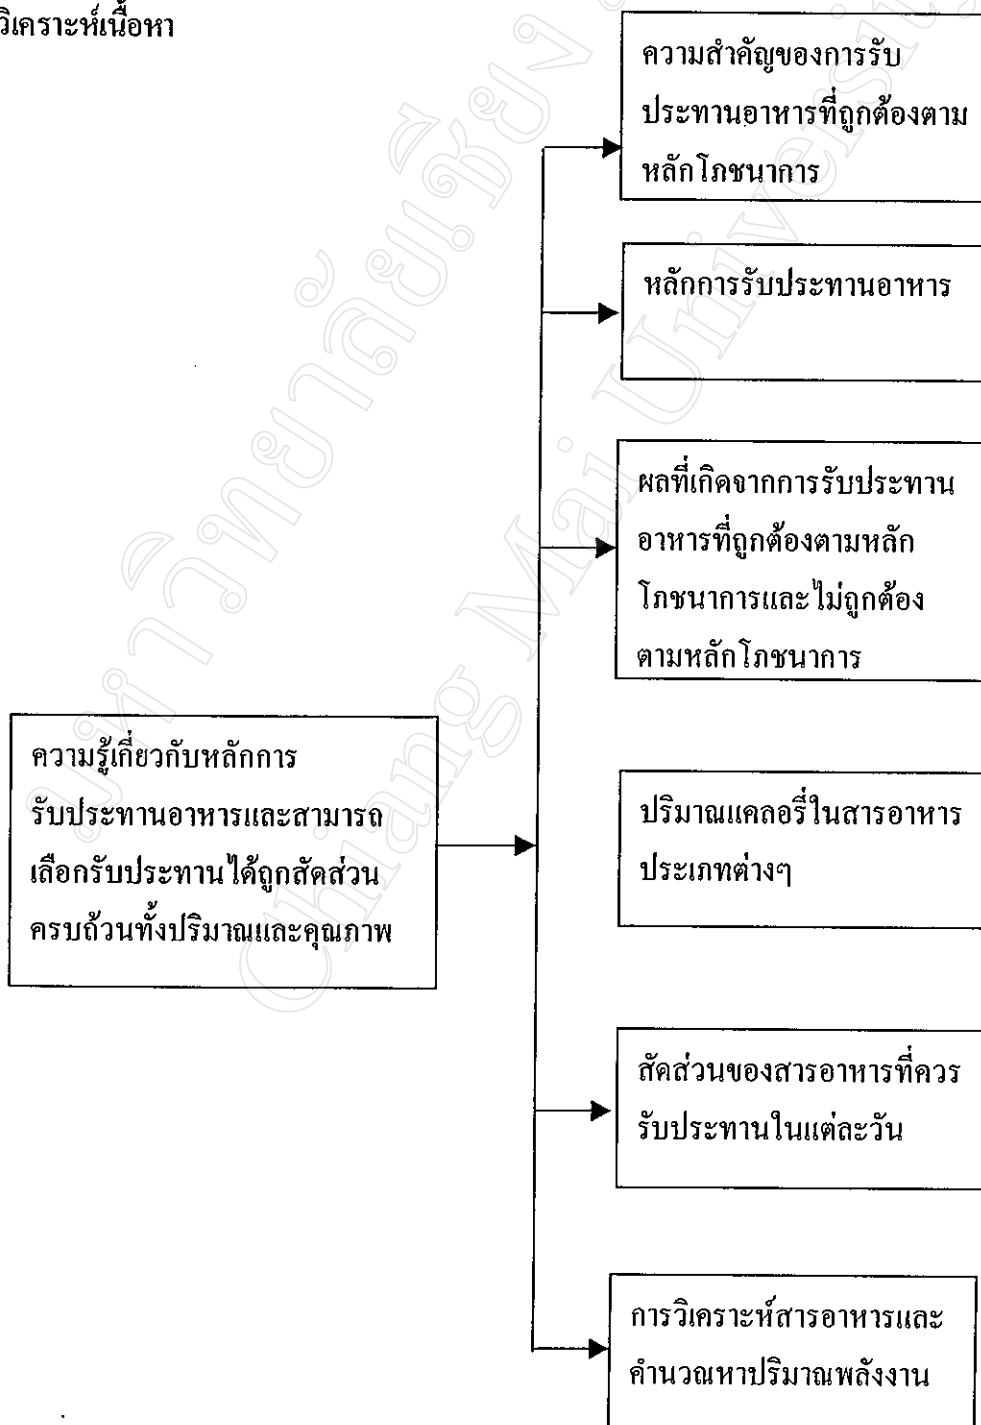 วิเคราะห์เนื้อหา
ความสำคัญของการรับ
ประทานอาหารที่ถูกต้องตาม
หลักโภชนาการ
หลักการรับประทานอาหาร
ผลที่เกิดจากการรับประทาน
อาหารที่ถูกต้องตามหลัก
โภชนาการและไม่ถูกต้อง
ตามหลักโภชนาการ
ความรู้เกี่ยวกับหลักการ
รับประทานอาหารและสามารถ
เลือกรับประทานได้ถูกสัดส่วน
ครบถ้วนทั้งปริมาณและคุณภาพ
ปริมาณแคลอรี่ในสารอาหาร
ประเภทต่างๆ
สัดส่วนของสารอาหารที่ควร
รับประทานในแต่ละวัน
การวิเคราะห์สารอาหารและ
คำนวณหาปริมาณพลังงาน
มหาวิทยาลัยเชียง
Chiang Mai University